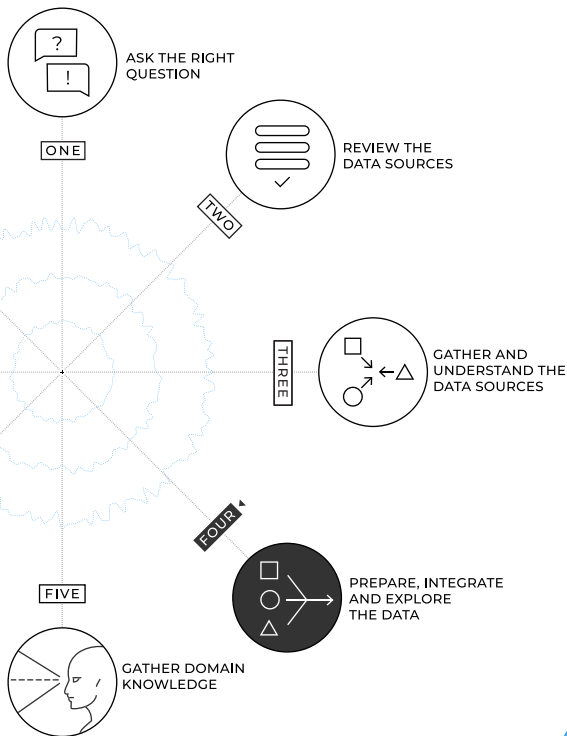 ?
!
ASK THE RIGHT
QUESTION
ONE
REVIEW THE
DATA SOURCES
TWO
THREE
GATHER AND
UNDERSTAND THE
DATA SOURCES
FOUR
PREPARE, INTEGRATE
AND EXPLORE
THE DATA
FIVE
GATHER DOMAIN
KNOWLEDGE